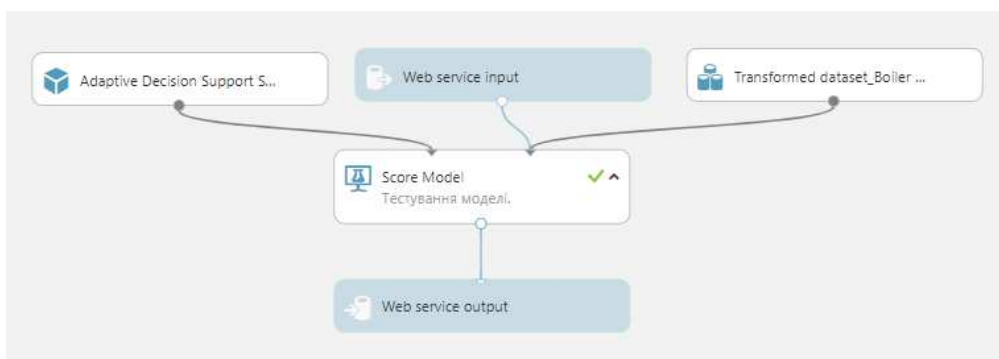 Adaptive Decision Support S...
Web service input
Transformed dataset_Boiler ...
Score Model
Тестування моделі.
Web service output